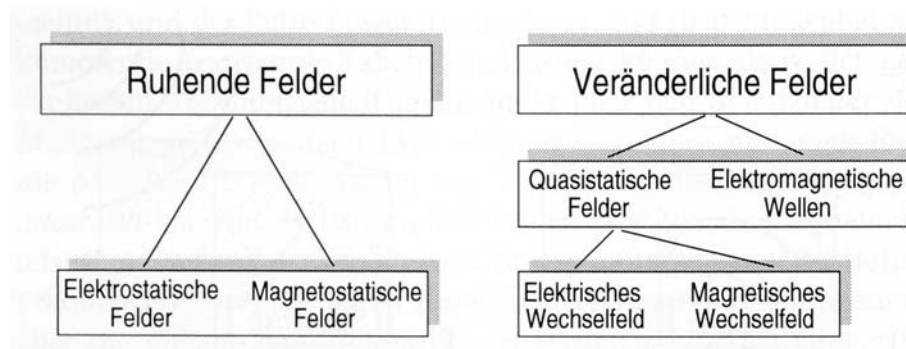 Ruhende Felder
Elektrostatische Magnetostatische
Felder Felder
Veränderliche Felder
Quasistatische Elektromagnetische
Felder Wellen
Elektrisches Magnetisches
Wechselfeld Wechselfeld